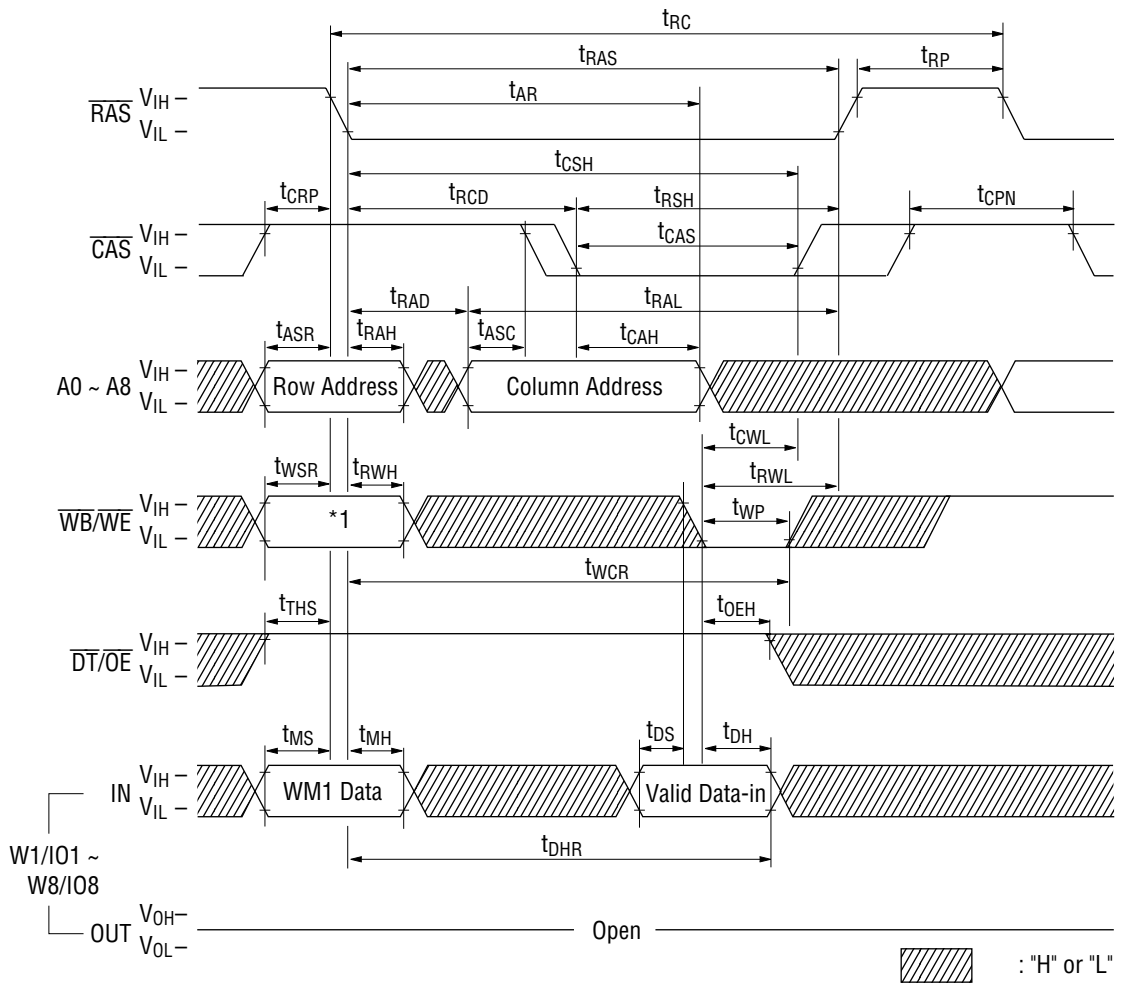 tRC
tRAS
tRP
tAR
RAS VIH –
VIL –
tCSH
tCRP
tRCD
tRSH
tCPN
CAS VIH –
VIL –
tCAS
tRAD
tRAL
tASR
tRAH
tASC
tCAH
A0 ~ A8 VIH –
VIL –
Row Address
Column Address
tCWL
tWSR
tRWH
tRWL
WB/WE VIH –
VIL –
*1
tWP
tWCR
tTHS
tOEH
DT/OE VIH –
VIL –
tMS
tMH
tDS
tDH
IN VIH –
VIL –
WM1 Data
Valid Data-in
tDHR
W1/IO1 ~
W8/IO8
OUT VOH –
VOL –
Open
: "H" or "L"